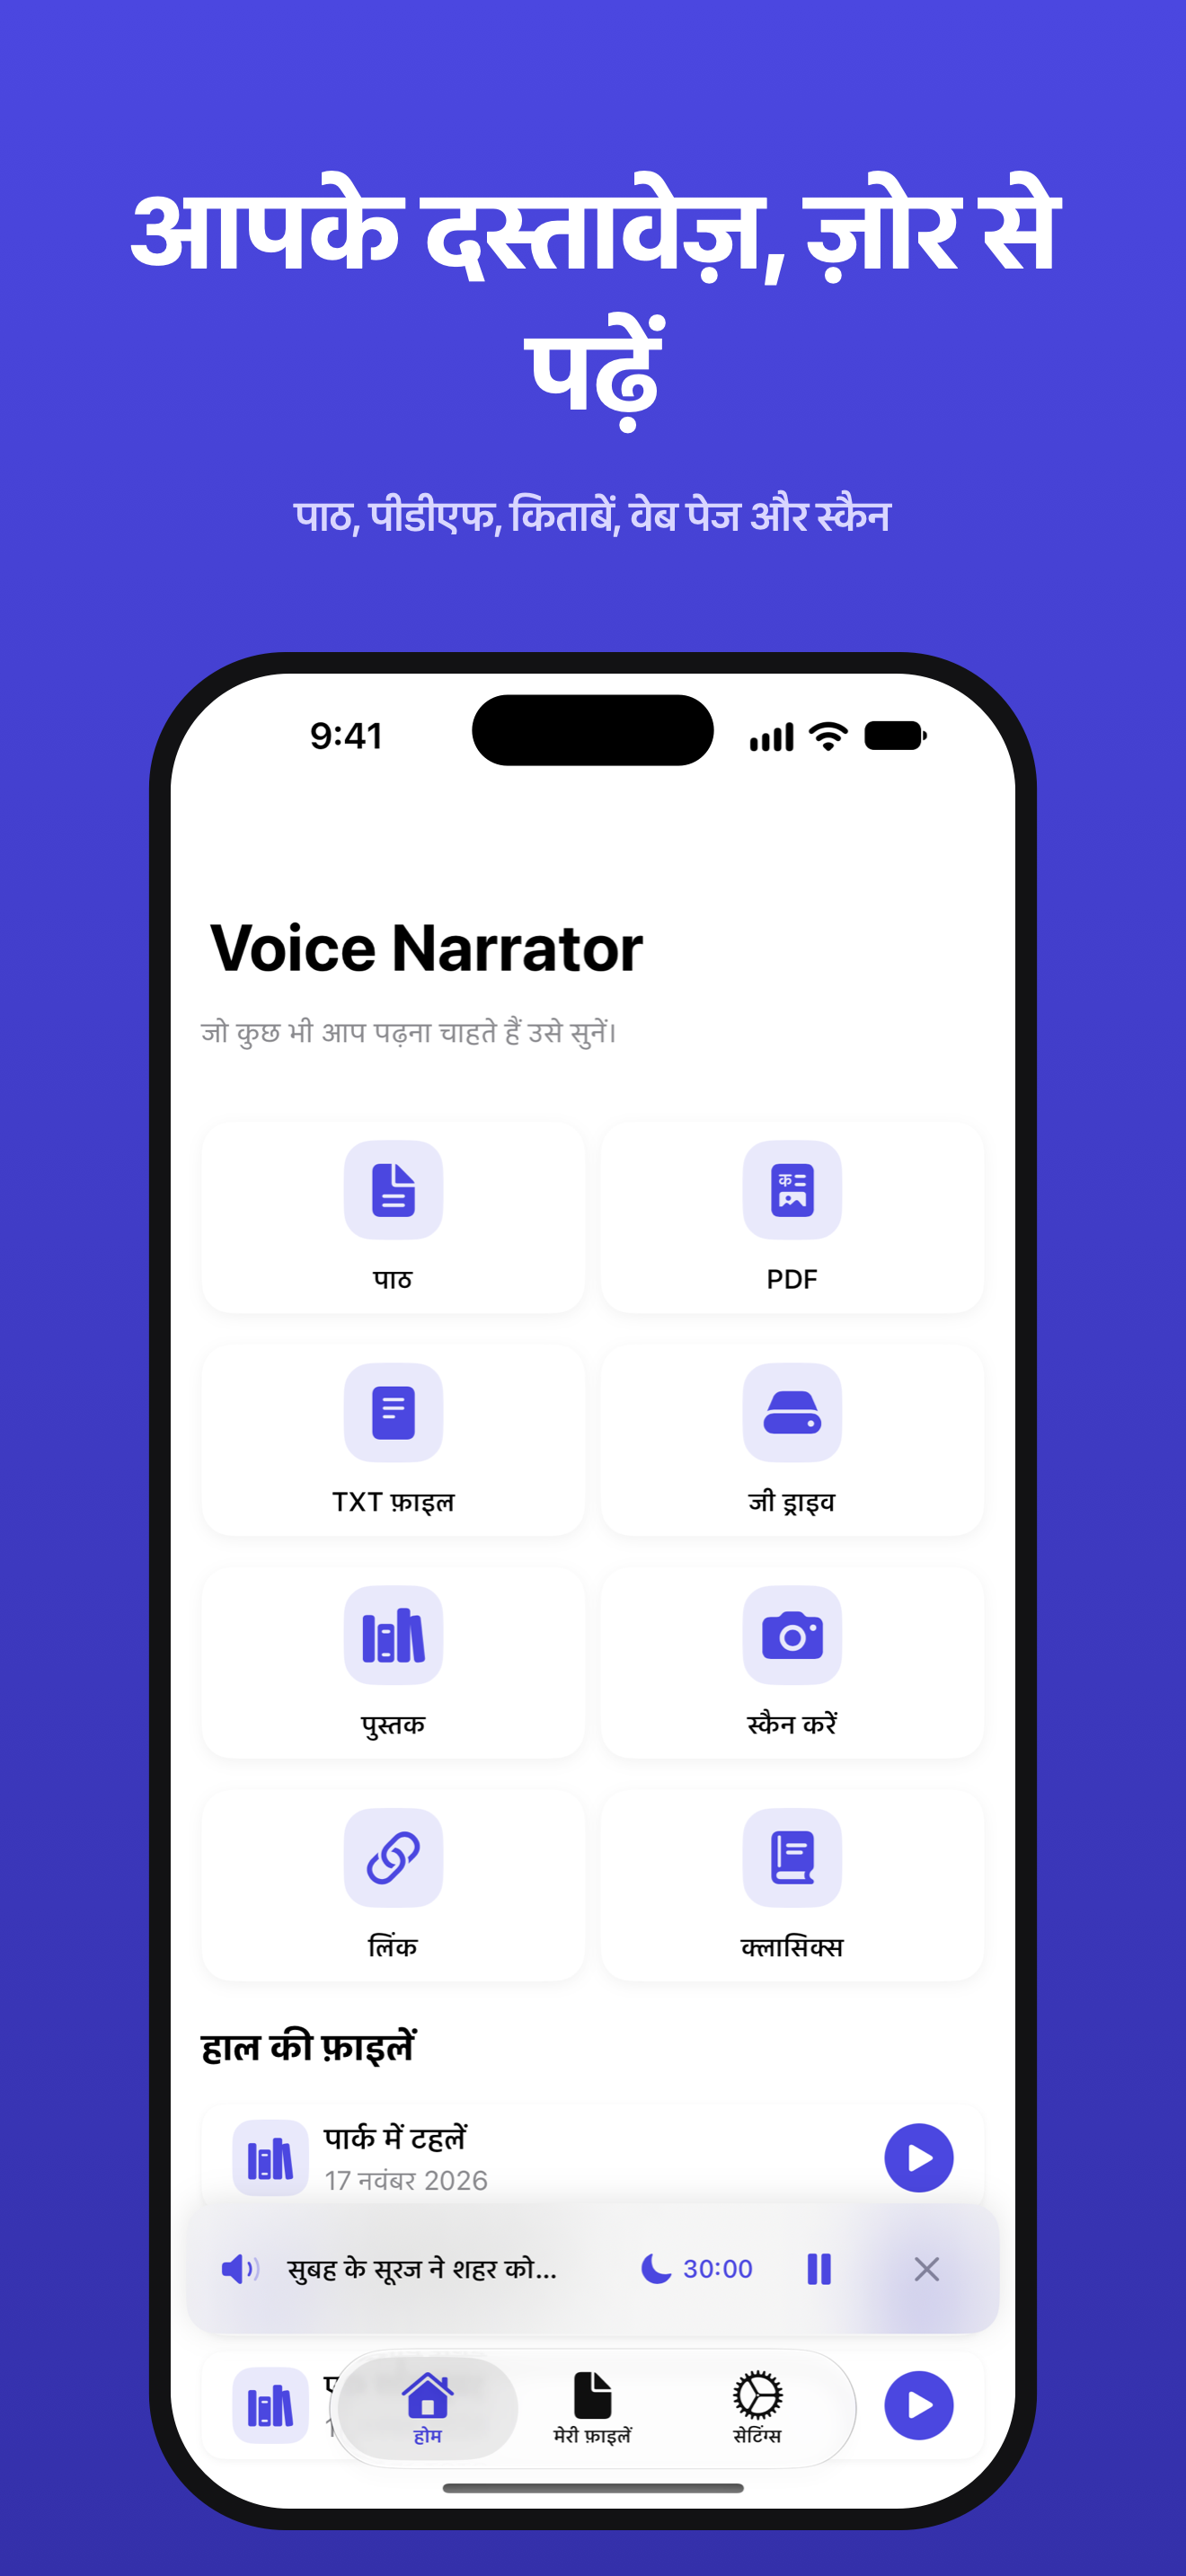 आपके दस्तावेज़, ज़ोर से
पढ़ें
पाठ, पीडीएफ, किताबें, वेब पेज और स्कैन
9:41
Voice Narrator
जो कुछ भी आप पढ़ना चाहते हैं उसे सुनें।
पाठ
PDF
TXT फ़ाइल
जी ड्राइव
पुस्तक
स्कैन करें
लिंक
क्लासिक्स
हाल की फ़ाइलें
पार्क में टहलें
17 नवंबर 2026
सुबह के सूरज ने शहर को...
30:00
होम
मेरी फ़ाइलें
सेटिंग्स